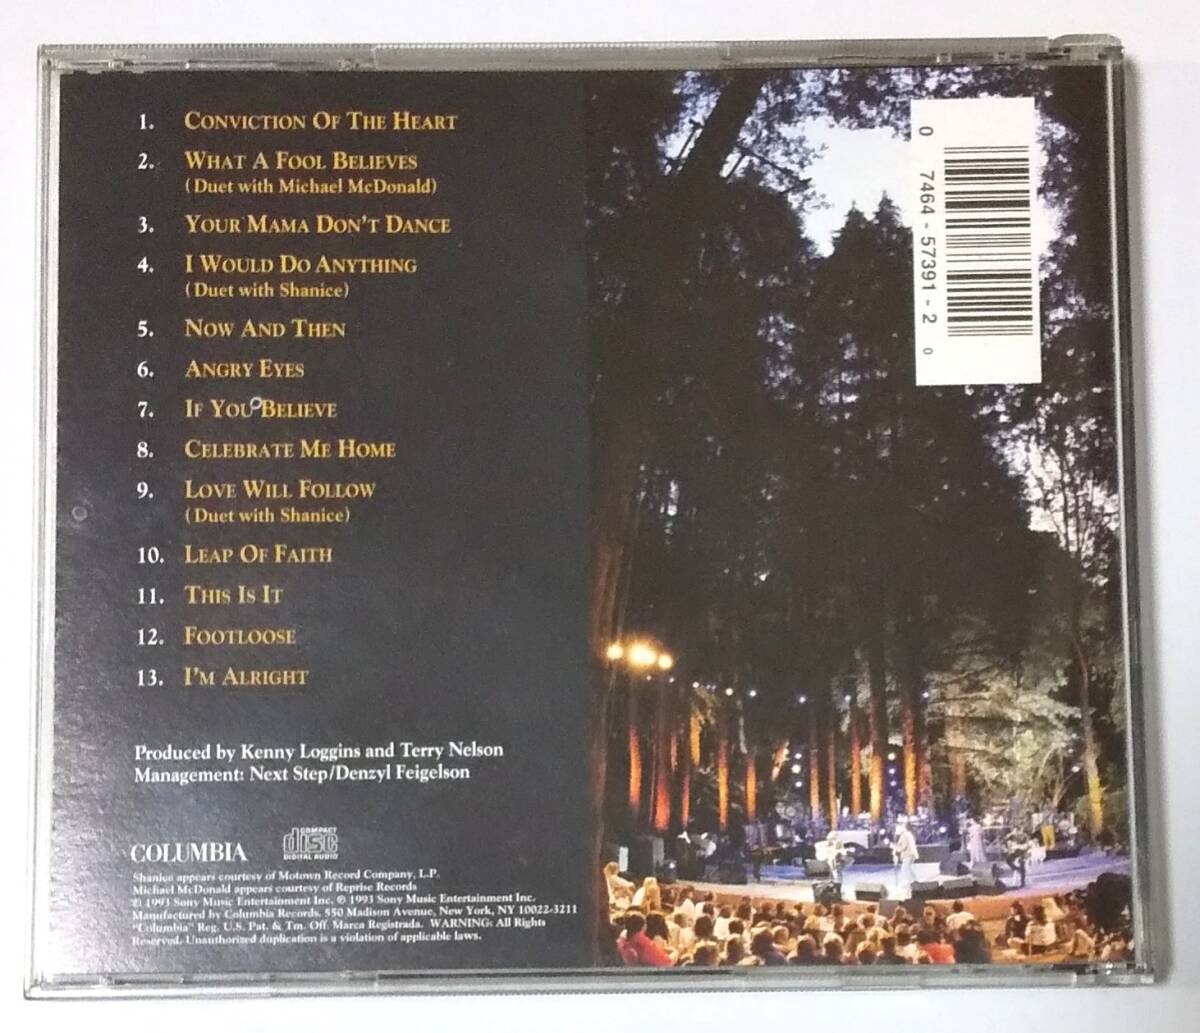 1. CONVICTION OF THE HEART
2. WHAT A FOOL BELIEVES
(Duet with Michael McDonald)
3. YOUR MAMA DON'T DANCE
4. I WOULD DO ANYTHING
(Duet with Shanice)
5. NOW AND THEN
6. ANGRY EYES
7. IF YOU BELIEVE
8. CELEBRATE ME HOME
9. LOVE WILL FOLLOW
(Duet with Shanice)
10. LEAP OF FAITH
11. THIS IS IT
12. FOOTLOOSE
13. I'M ALRIGHT
Produced by Kenny Loggins and Terry Nelson
Management: Next Step/Denzyl Feigelson
COLUMBIA
COMPACT
disc
DIGITAL AUDIO
Shanice appears courtesy of Motown Record Company, L.P.
Michael McDonald appears courtesy of Reprise Records
© 1993 Sony Music Entertainment Inc. ℗ 1993 Sony Music Entertainment Inc.
Manufactured by Columbia Records, 550 Madison Avenue, New York, NY 10022-3211
"Columbia" Reg. U.S. Pat. & Tm. Off. Marca Registrada. WARNING: All Rights
Reserved. Unauthorized duplication is a violation of applicable laws.
0 7464-57391-2 0